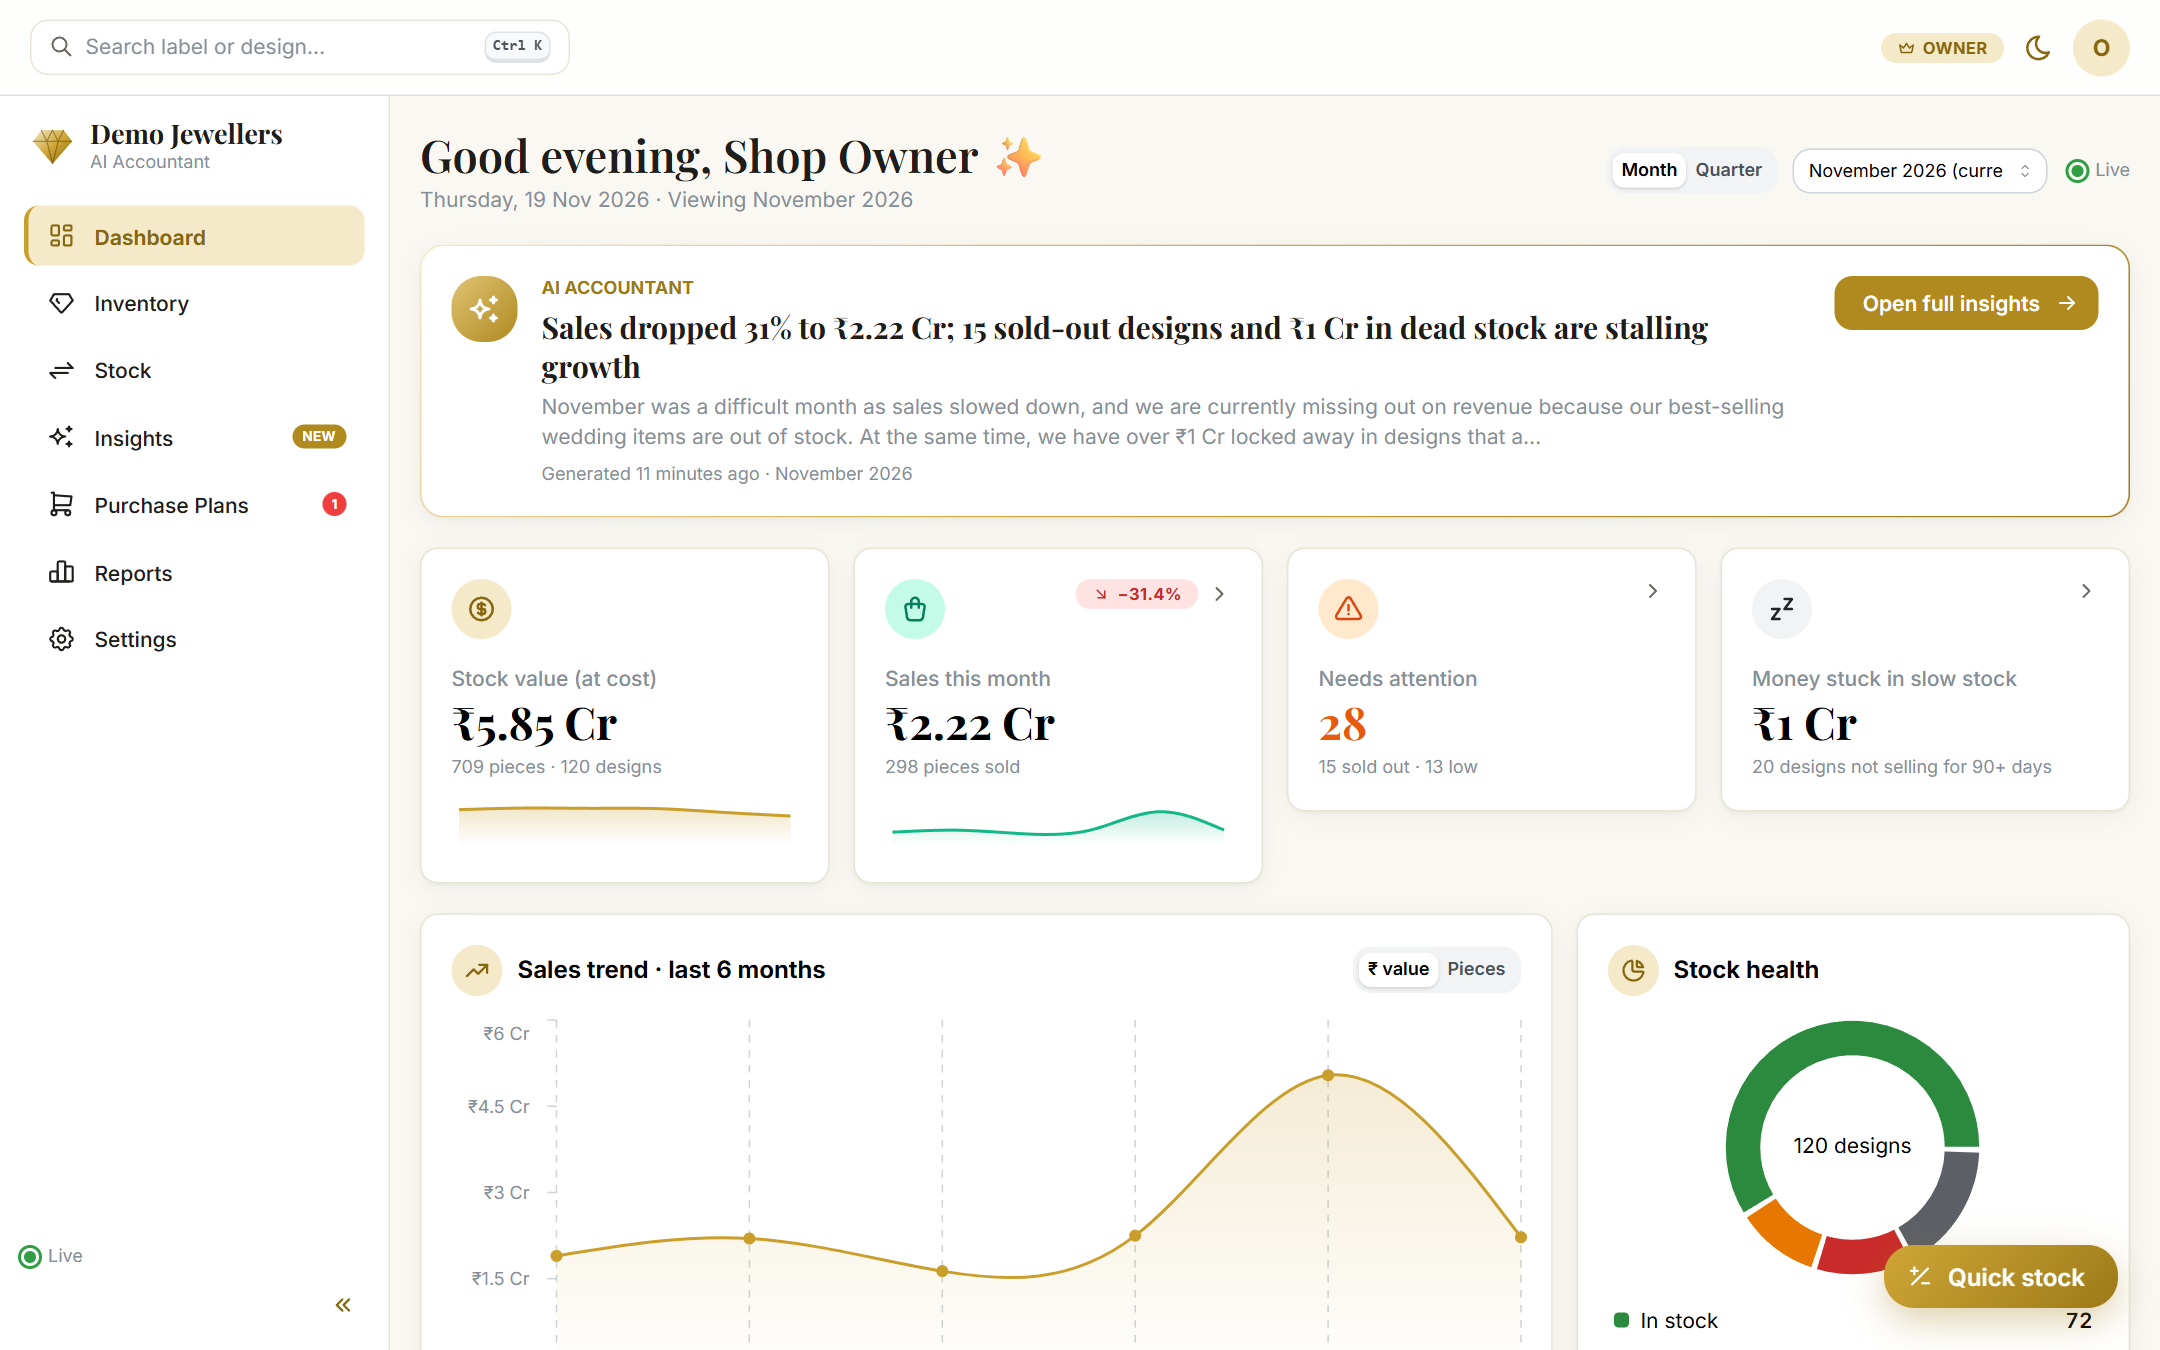 Search label or design...
Ctrl K
OWNER
O
Demo Jewellers
AI Accountant
Dashboard
Inventory
Stock
Insights
NEW
Purchase Plans
1
Reports
Settings
Live
Good evening, Shop Owner ✨
Thursday, 19 Nov 2026 · Viewing November 2026
Month
Quarter
November 2026 (curre
Live
AI ACCOUNTANT
Sales dropped 31% to ₹2.22 Cr; 15 sold-out designs and ₹1 Cr in dead stock are stalling
growth
November was a difficult month as sales slowed down, and we are currently missing out on revenue because our best-selling
wedding items are out of stock. At the same time, we have over ₹1 Cr locked away in designs that a...
Generated 11 minutes ago · November 2026
Open full insights
Stock value (at cost)
₹5.85 Cr
709 pieces · 120 designs
−31.4%
Sales this month
₹2.22 Cr
298 pieces sold
Needs attention
28
15 sold out · 13 low
zZ
Money stuck in slow stock
₹1 Cr
20 designs not selling for 90+ days
Sales trend · last 6 months
₹ value
Pieces
₹6 Cr
₹4.5 Cr
₹3 Cr
₹1.5 Cr
Stock health
120 designs
Quick stock
In stock
72